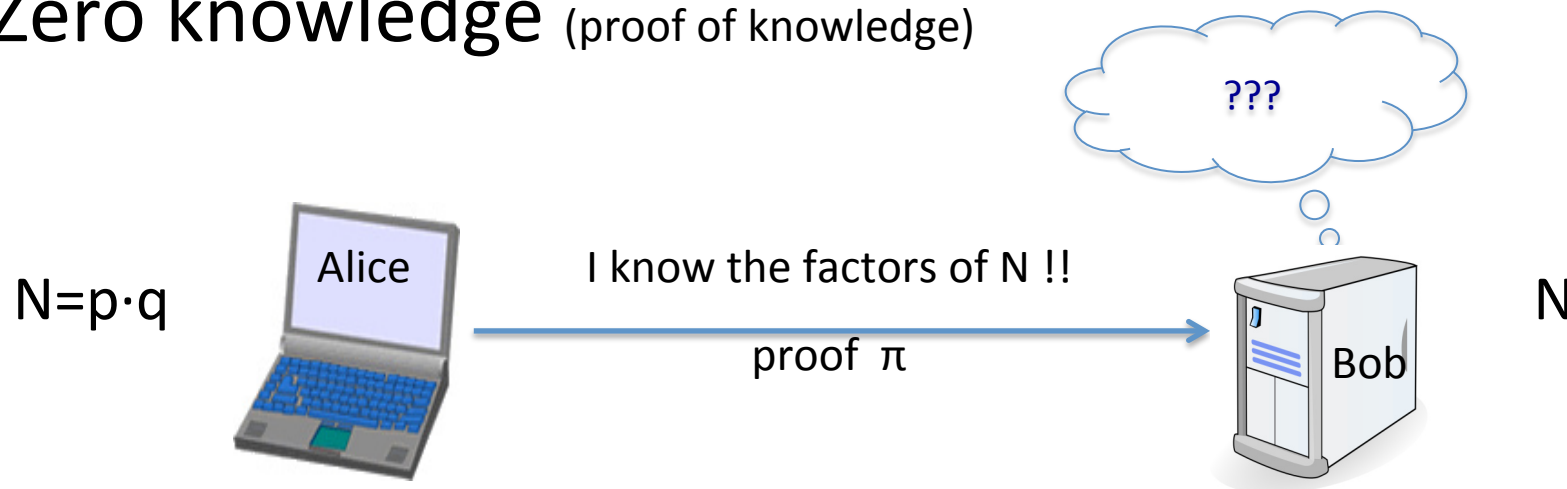 Zero knowledge (proof of knowledge)
???
Alice
I know the factors of N !!
N=p·q
N
proof π
Bob